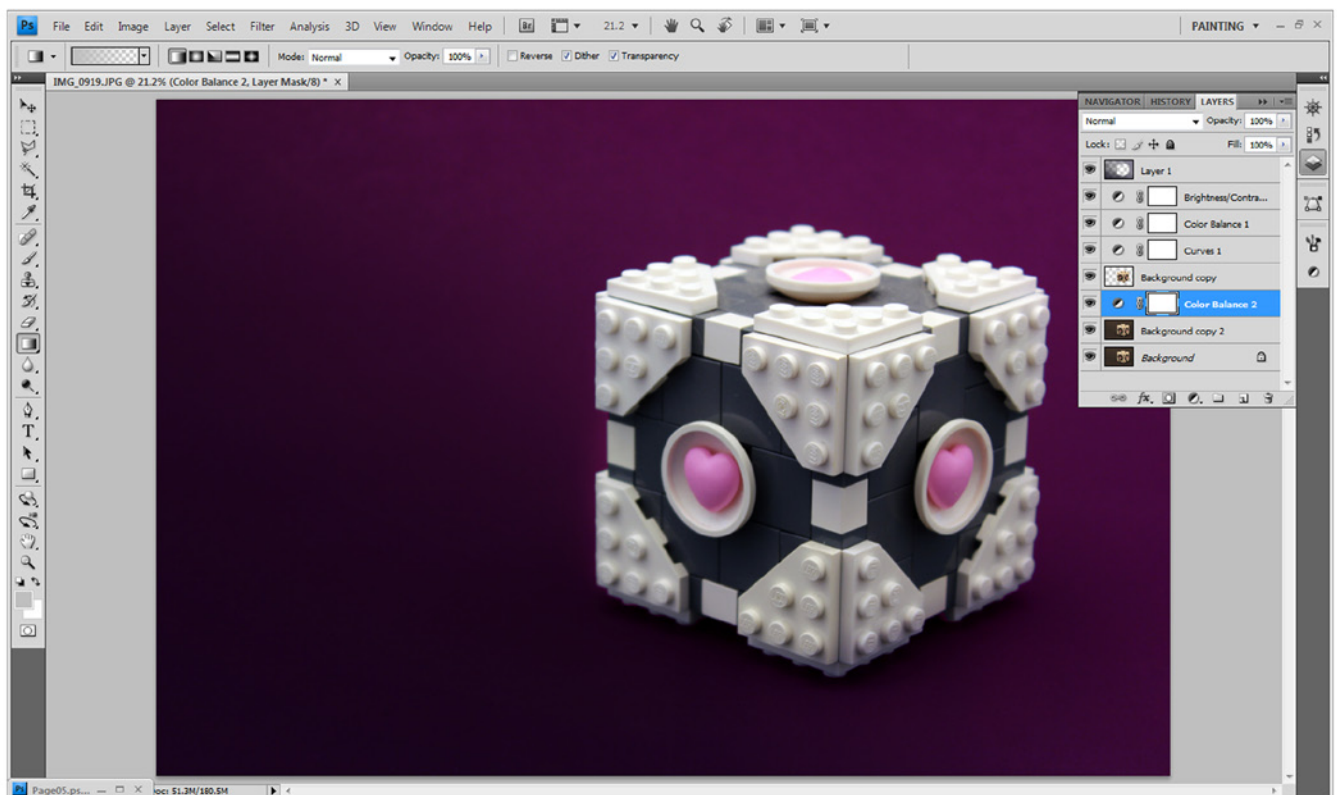 Ps File Edit Image Layer Select Filter Analysis 3D View Window Help Br 21.2 PAINTING
Mode: Normal Opacity: 100% Reverse Dither Transparency
IMG_0919.JPG @ 21.2% (Color Balance 2, Layer Mask/8) * x
NAVIGATOR HISTORY LAYERS
Normal Opacity: 100%
Lock: Fill: 100%
Layer 1
Brightness/Contra...
Color Balance 1
Curves 1
Background copy
Color Balance 2
Background copy 2
Background
fx.
T
Ps Page05.ps... Doc: 51.3M/180.5M